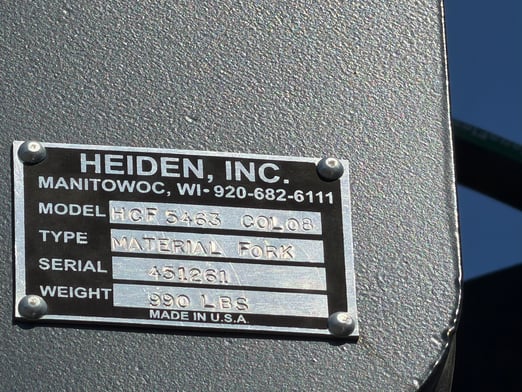 HEIDEN, INC.
MANITOWOC, WI• 920-682-6111
MODEL HCF 5463 COL08
TYPE MATERIAL FORK
SERIAL 451261
WEIGHT 990 LBS
MADE IN U.S.A.